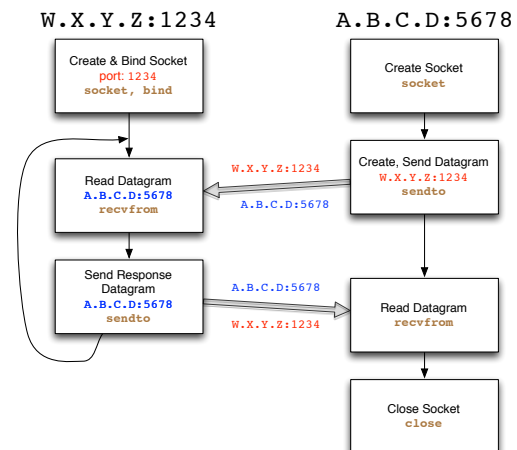 W.X.Y.Z:1234
A.B.C.D:5678
Create & Bind Socket
port: 1234
socket, bind
Create Socket
socket
Create, Send Datagram
W.X.Y.Z:1234
sendto
W.X.Y.Z:1234
A.B.C.D:5678
Read Datagram
A.B.C.D:5678
recvfrom
Send Response
Datagram
A.B.C.D:5678
sendto
A.B.C.D:5678
W.X.Y.Z:1234
Read Datagram
recvfrom
Close Socket
close